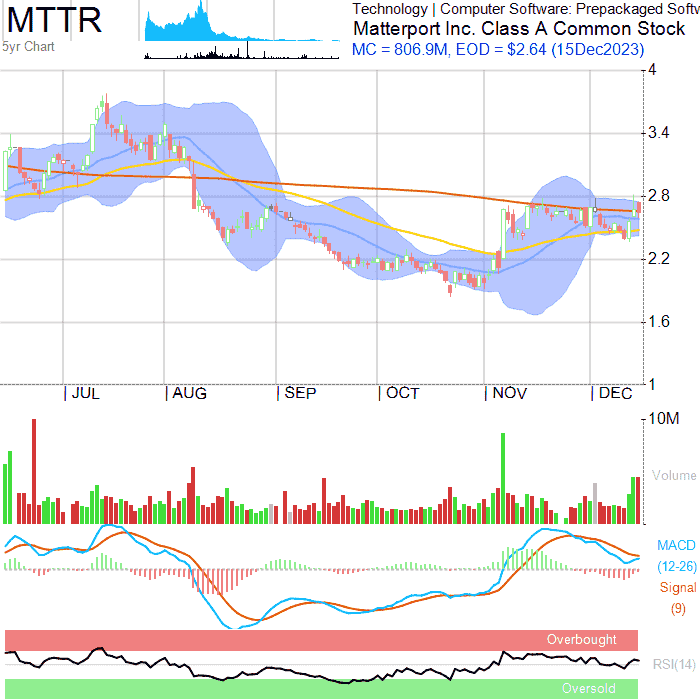 MTTR
5yr Chart
Technology | Computer Software: Prepackaged Softw
Matterport Inc. Class A Common Stock
MC = 806.9M, EOD = $2.64 (15Dec2023)
4
3.4
2.8
2.2
1.6
1
JUL
AUG
SEP
OCT
NOV
DEC
10M
Volume
MACD
(12-26)
Signal
(9)
Overbought
RSI(14)
Oversold